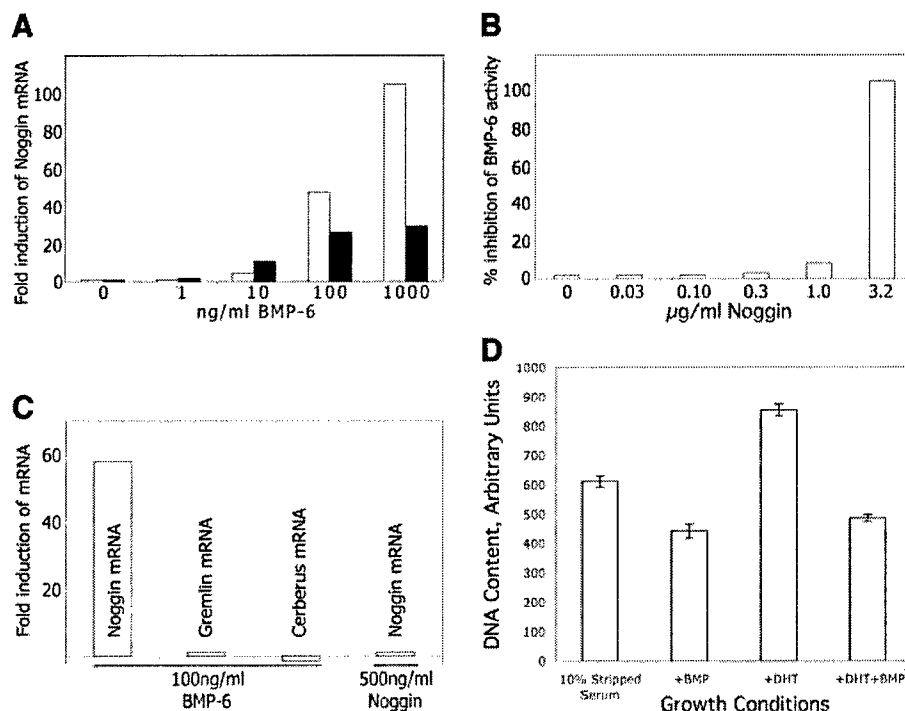 A
Fold induction of Noggin mRNA
100
80
60
40
20
0
0 1 10 100 1000
ng/ml BMP-6
B
% inhibition of BMP-6 activity
100
80
60
40
20
0
0 0.03 0.10 0.3 1.0 3.2
µg/ml Noggin
C
Fold induction of mRNA
60
40
20
Noggin mRNA
Gremlin mRNA
Cerberus mRNA
Noggin mRNA
100ng/ml
BMP-6
500ng/ml
Noggin
D
DNA Content, Arbitrary Units
1000
900
800
700
600
500
400
300
200
100
0
10% Stripped
Serum
+BMP
+DHT
+DHT+BMP
Growth Conditions